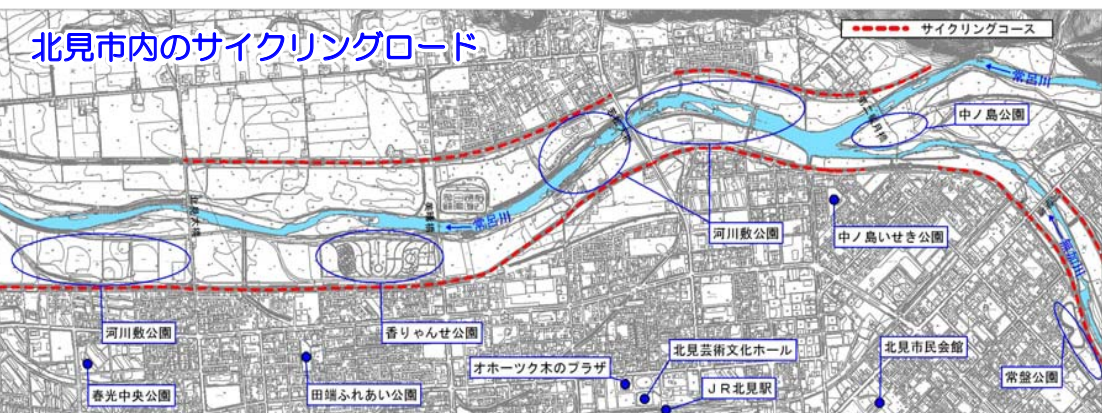 北見市内のサイクリングロード
サイクリングコース
常呂川
中ノ島公園
常呂川
河川敷公園
中ノ島いせき公園
無加川
河川敷公園
香りゃんせ公園
オホーツク木のプラザ
北見芸術文化ホール
北見市民会館
春光中央公園
田端ふれあい公園
JR北見駅
常盤公園